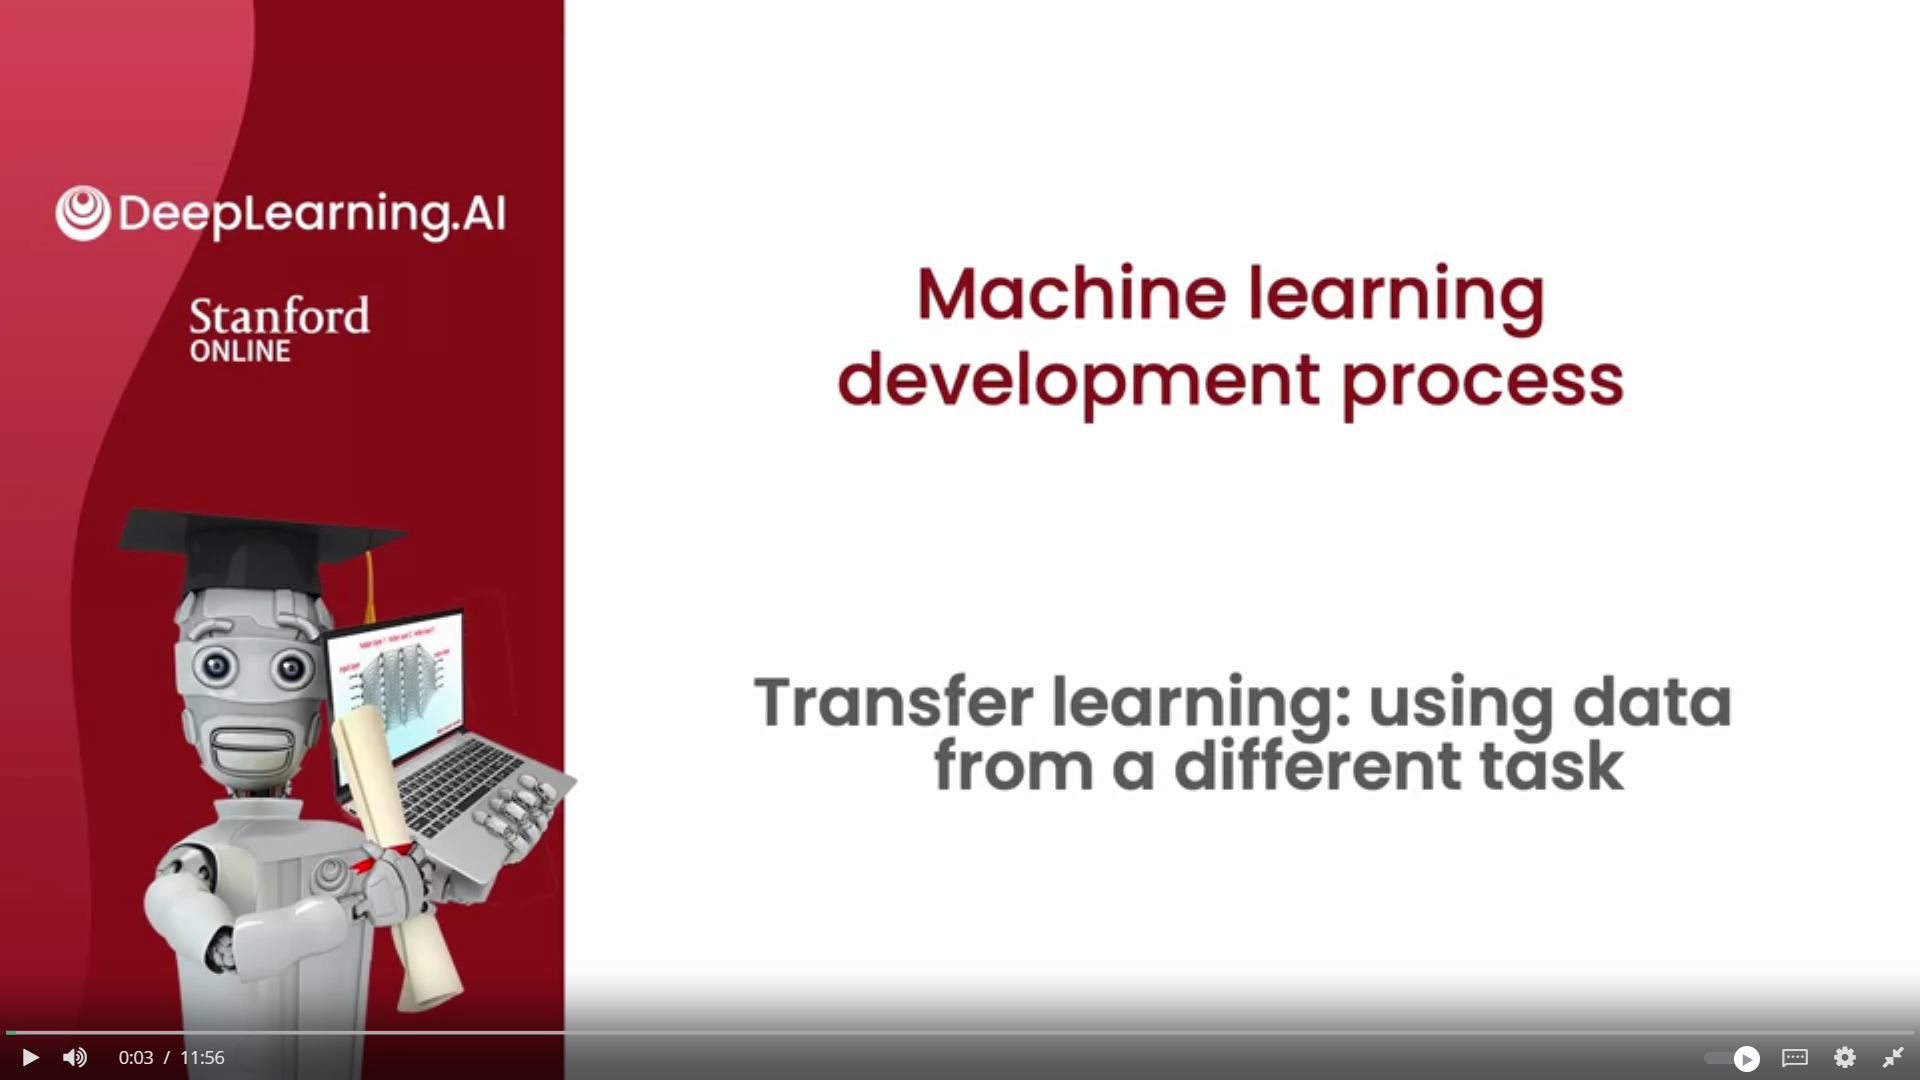 DeepLearning.AI
Stanford
ONLINE
Machine learning
development process
Transfer learning: using data
from a different task
0:03 / 11:56